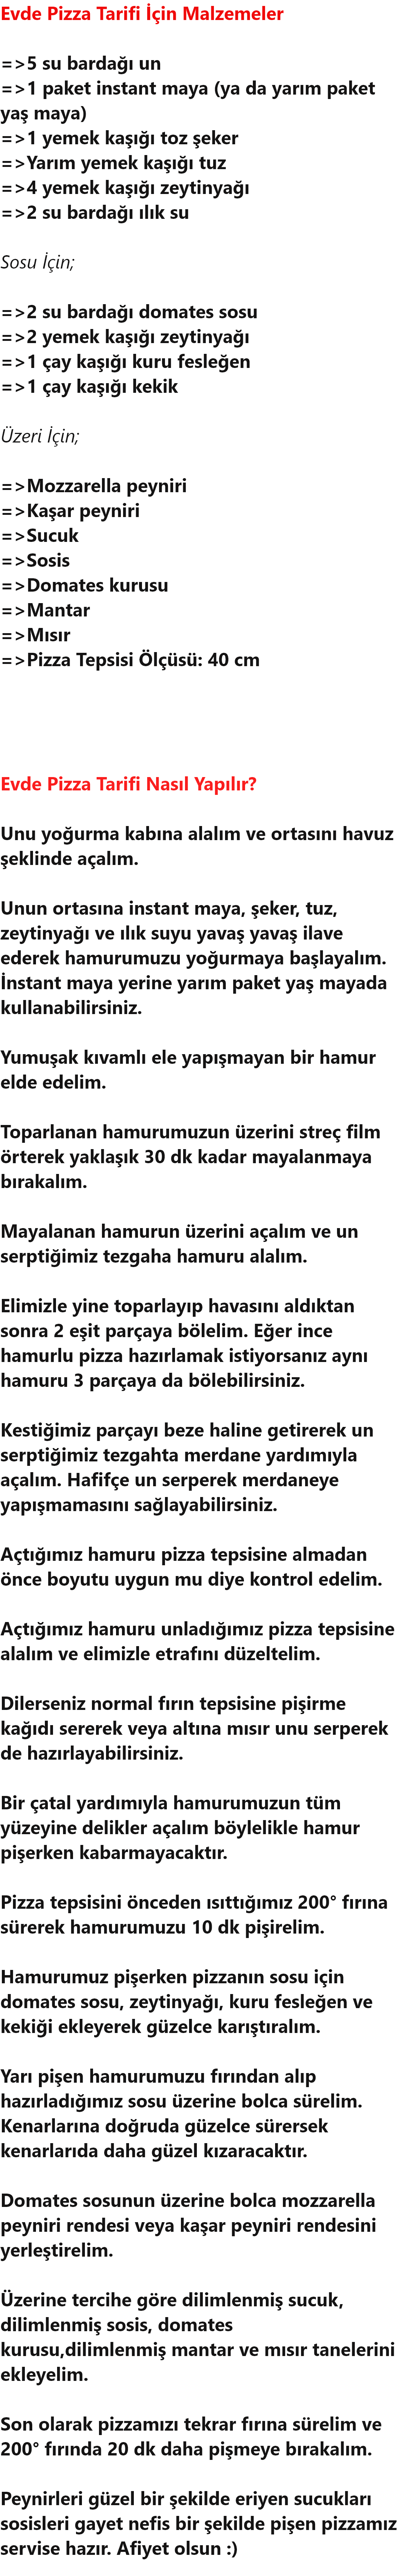 Evde Pizza Tarifi İçin Malzemeler
=>5 su bardağı un
=>1 paket instant maya (ya da yarım paket
yaş maya)
=>1 yemek kaşığı toz şeker
=>Yarım yemek kaşığı tuz
=>4 yemek kaşığı zeytinyağı
=>2 su bardağı ılık su
Sosu İçin;
=>2 su bardağı domates sosu
=>2 yemek kaşığı zeytinyağı
=>1 çay kaşığı kuru fesleğen
=>1 çay kaşığı kekik
Üzeri İçin;
=>Mozzarella peyniri
=>Kaşar peyniri
=>Sucuk
=>Sosis
=>Domates kurusu
=>Mantar
=>Mısır
=>Pizza Tepsisi Ölçüsü: 40 cm
Evde Pizza Tarifi Nasıl Yapılır?
Unu yoğurma kabına alalım ve ortasını havuz
şeklinde açalım.
Unun ortasına instant maya, şeker, tuz,
zeytinyağı ve ılık suyu yavaş yavaş ilave
ederek hamurumuzu yoğurmaya başlayalım.
İnstant maya yerine yarım paket yaş mayada
kullanabilirsiniz.
Yumuşak kıvamlı ele yapışmayan bir hamur
elde edelim.
Toparlanan hamurumuzun üzerini streç film
örterek yaklaşık 30 dk kadar mayalanmaya
bırakalım.
Mayalanan hamurun üzerini açalım ve un
serptiğimiz tezgaha hamuru alalım.
Elimizle yine toparlayıp havasını aldıktan
sonra 2 eşit parçaya bölelim. Eğer ince
hamurlu pizza hazırlamak istiyorsanız aynı
hamuru 3 parçaya da bölebilirsiniz.
Kestiğimiz parçayı beze haline getirerek un
serptiğimiz tezgahta merdane yardımıyla
açalım. Hafifçe un serperek merdaneye
yapışmamasını sağlayabilirsiniz.
Açtığımız hamuru pizza tepsisine almadan
önce boyutu uygun mu diye kontrol edelim.
Açtığımız hamuru unladığımız pizza tepsisine
alalım ve elimizle etrafını düzeltelim.
Dilerseniz normal fırın tepsisine pişirme
kağıdı sererek veya altına mısır unu serperek
de hazırlayabilirsiniz.
Bir çatal yardımıyla hamurumuzun tüm
yüzeyine delikler açalım böylelikle hamur
pişerken kabarmayacaktır.
Pizza tepsisini önceden ısıttığımız 200° fırına
sürerek hamurumuzu 10 dk pişirelim.
Hamurumuz pişerken pizzanın sosu için
domates sosu, zeytinyağı, kuru fesleğen ve
kekiği ekleyerek güzelce karıştıralım.
Yarı pişen hamurumuzu fırından alıp
hazırladığımız sosu üzerine bolca sürelim.
Kenarlarına doğruda güzelce sürersek
kenarlarıda daha güzel kızaracaktır.
Domates sosunun üzerine bolca mozzarella
peyniri rendesi veya kaşar peyniri rendesini
yerleştirelim.
Üzerine tercihe göre dilimlenmiş sucuk,
dilimlenmiş sosis, domates
kurusu,dilimlenmiş mantar ve mısır tanelerini
ekleyelim.
Son olarak pizzamızı tekrar fırına sürelim ve
200° fırında 20 dk daha pişmeye bırakalım.
Peynirleri güzel bir şekilde eriyen sucukları
sosisleri gayet nefis bir şekilde pişen pizzamız
servise hazır. Afiyet olsun :)